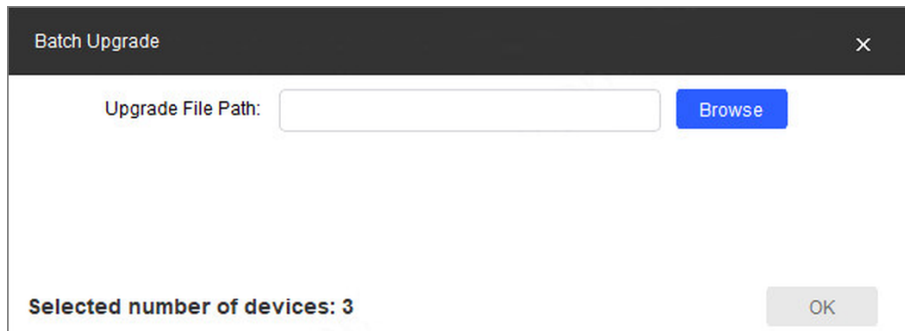 Batch Upgrade
Upgrade File Path:
Browse
Selected number of devices: 3
OK